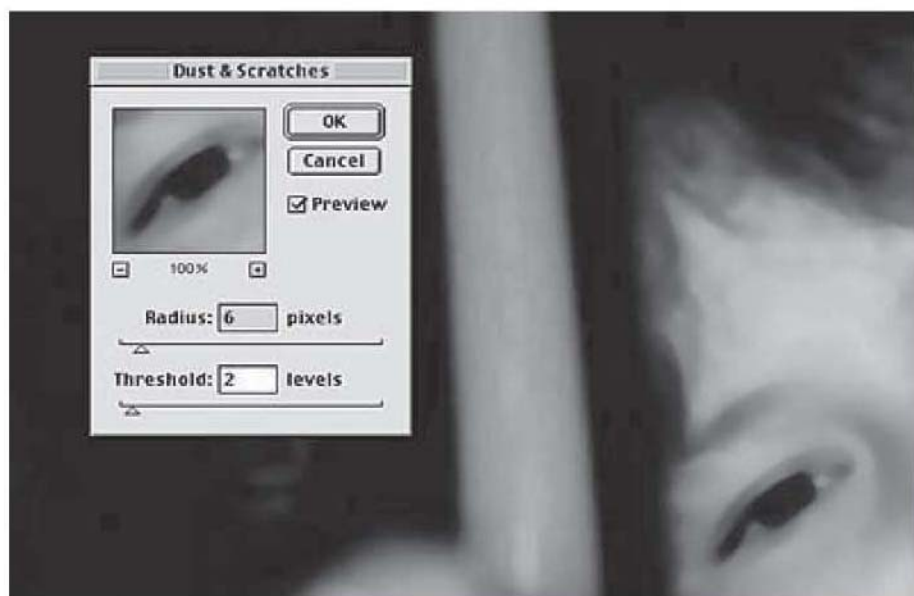 Dust & Scratches
OK
Cancel
Preview
100%
Radius: 6 pixels
Threshold: 2 levels